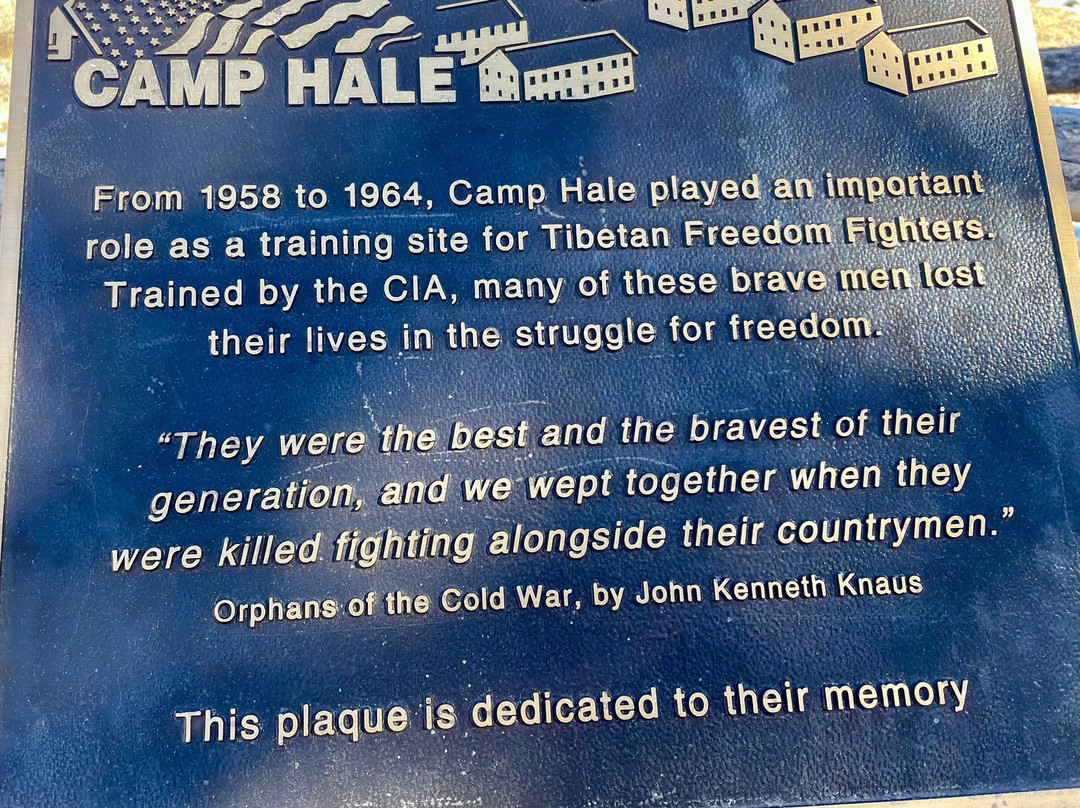 CAMP HALE
From 1958 to 1964, Camp Hale played an important
role as a training site for Tibetan Freedom Fighters.
Trained by the CIA, many of these brave men lost
their lives in the struggle for freedom.
“They were the best and the bravest of their
generation, and we wept together when they
were killed fighting alongside their countrymen.”
Orphans of the Cold War, by John Kenneth Knaus
This plaque is dedicated to their memory